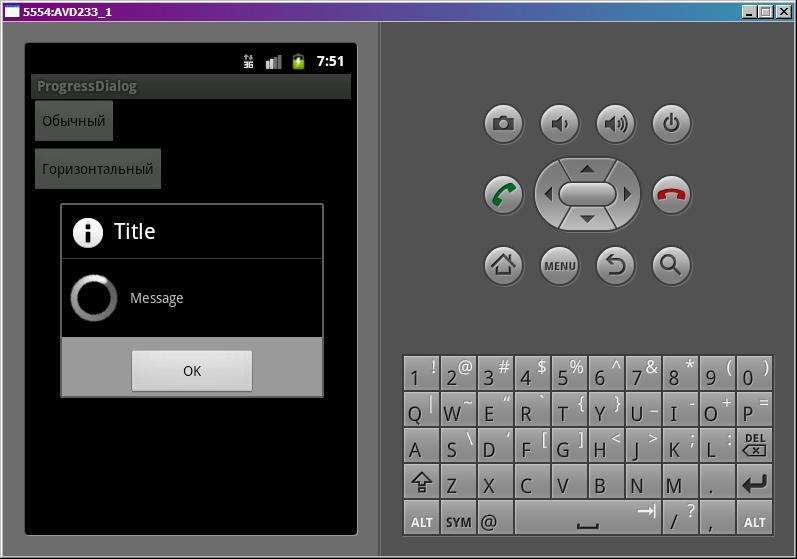 5554:AVD233_1
3G 7:51
ProgressDialog
Обычный
Горизонтальный
Title
Message
OK
MENU
1 ! 2 @ 3 # 4 $ 5 % 6 ^ 7 & 8 * 9 ( 0 )
Q | W ~ E “ R ` T { Y } U _ I - O + P =
A S \ D ‘ F [ G ] H < J > K ; L : DEL
Z X C V B N M .
ALT SYM @ / ? , ALT